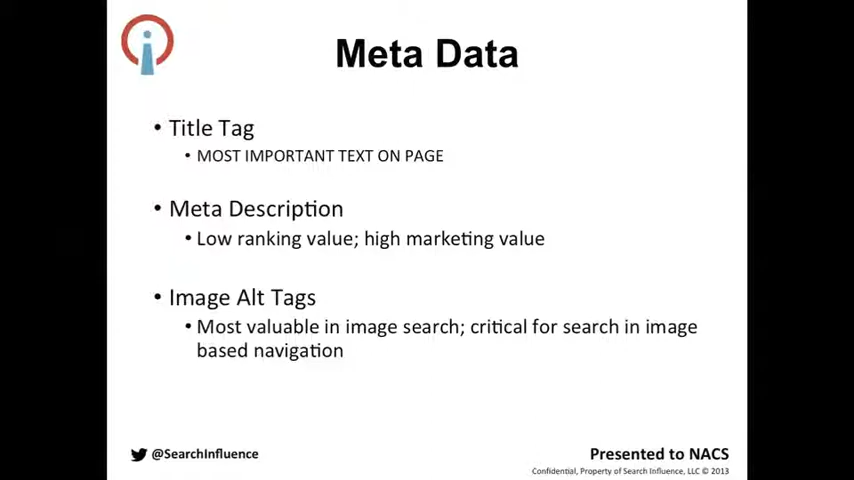 Meta Data
• Title Tag
• MOST IMPORTANT TEXT ON PAGE
• Meta Description
• Low ranking value; high marketing value
• Image Alt Tags
• Most valuable in image search; critical for search in image
based navigation
@SearchInfluence
Presented to NACS
Confidential, Property of Search Influence, LLC © 2013